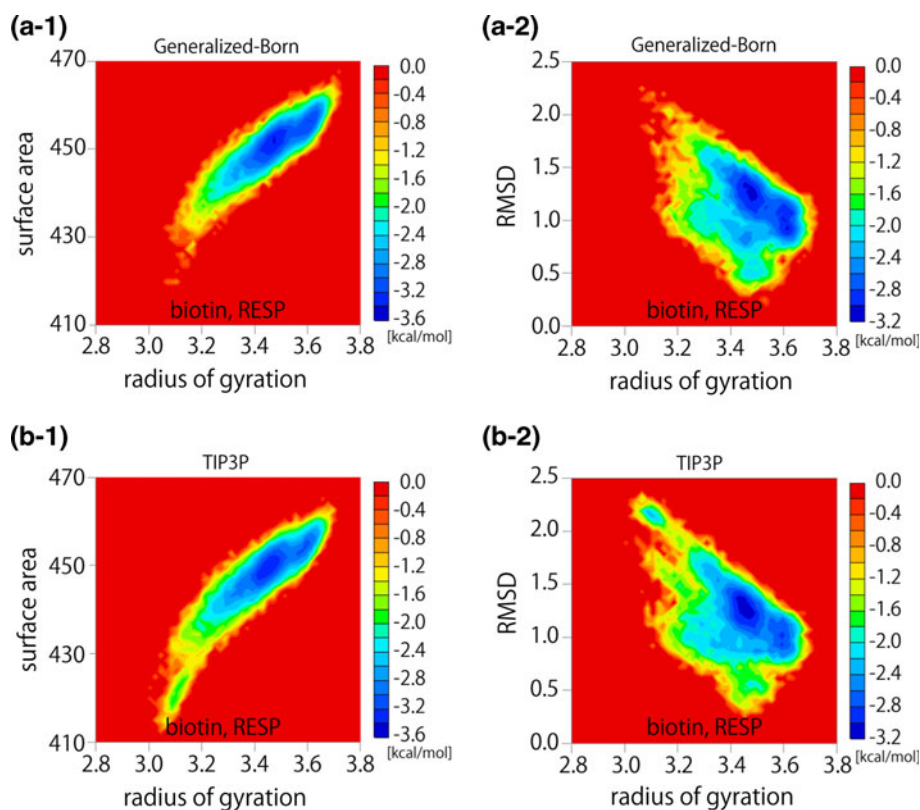 (a-1)
Generalized-Born
470
450
430
410
surface area
biotin, RESP
2.8 3.0 3.2 3.4 3.6 3.8
radius of gyration
0.0
-0.4
-0.8
-1.2
-1.6
-2.0
-2.4
-2.8
-3.2
-3.6
[kcal/mol]
(a-2)
Generalized-Born
2.5
2.0
1.5
1.0
0.5
0.0
RMSD
biotin, RESP
2.8 3.0 3.2 3.4 3.6 3.8
radius of gyration
0.0
-0.4
-0.8
-1.2
-1.6
-2.0
-2.4
-2.8
-3.2
[kcal/mol]
(b-1)
TIP3P
470
450
430
410
surface area
biotin, RESP
2.8 3.0 3.2 3.4 3.6 3.8
radius of gyration
0.0
-0.4
-0.8
-1.2
-1.6
-2.0
-2.4
-2.8
-3.2
-3.6
[kcal/mol]
(b-2)
TIP3P
2.5
2.0
1.5
1.0
0.5
0.0
RMSD
biotin, RESP
2.8 3.0 3.2 3.4 3.6 3.8
radius of gyration
0.0
-0.4
-0.8
-1.2
-1.6
-2.0
-2.4
-2.8
-3.2
[kcal/mol]